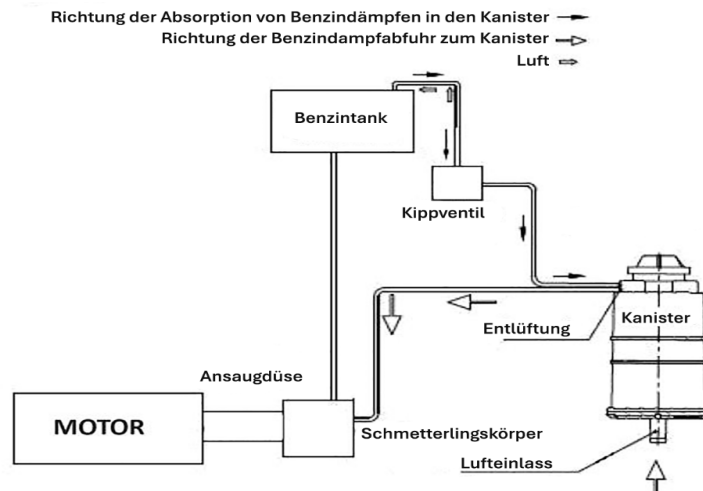 Richtung der Absorption von Benzindämpfen in den Kanister
Richtung der Benzindampfabfuhr zum Kanister
Luft
Benzintank
Kippventil
Entlüftung
Kanister
Ansaugdüse
MOTOR
Schmetterlingskörper
Lufteinlass